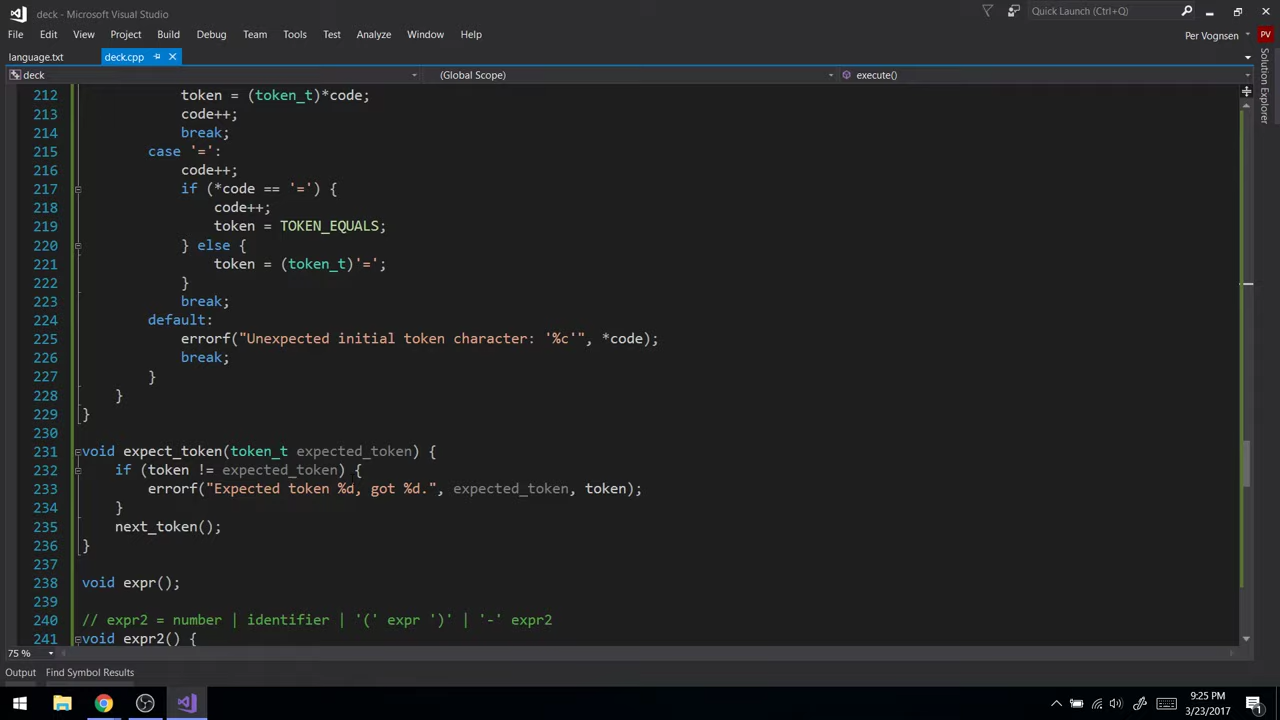 deck - Microsoft Visual Studio
Quick Launch (Ctrl+Q)
File Edit View Project Build Debug Team Tools Test Analyze Window Help
Per Vognsen PV
language.txt deck.cpp
deck (Global Scope) execute()
Solution Explorer
212 token = (token_t)*code;
213 code++;
214 break;
215 case '=':
216 code++;
217 if (*code == '=') {
218 code++;
219 token = TOKEN_EQUALS;
220 } else {
221 token = (token_t)'=';
222 }
223 break;
224 default:
225 errorf("Unexpected initial token character: '%c'", *code);
226 break;
227 }
228 }
229 }
230
231 void expect_token(token_t expected_token) {
232 if (token != expected_token) {
233 errorf("Expected token %d, got %d.", expected_token, token);
234 }
235 next_token();
236 }
237
238 void expr();
239
240 // expr2 = number | identifier | '(' expr ')' | '-' expr2
241 void expr2() {
75 %
Output Find Symbol Results
9:25 PM
3/23/2017
1